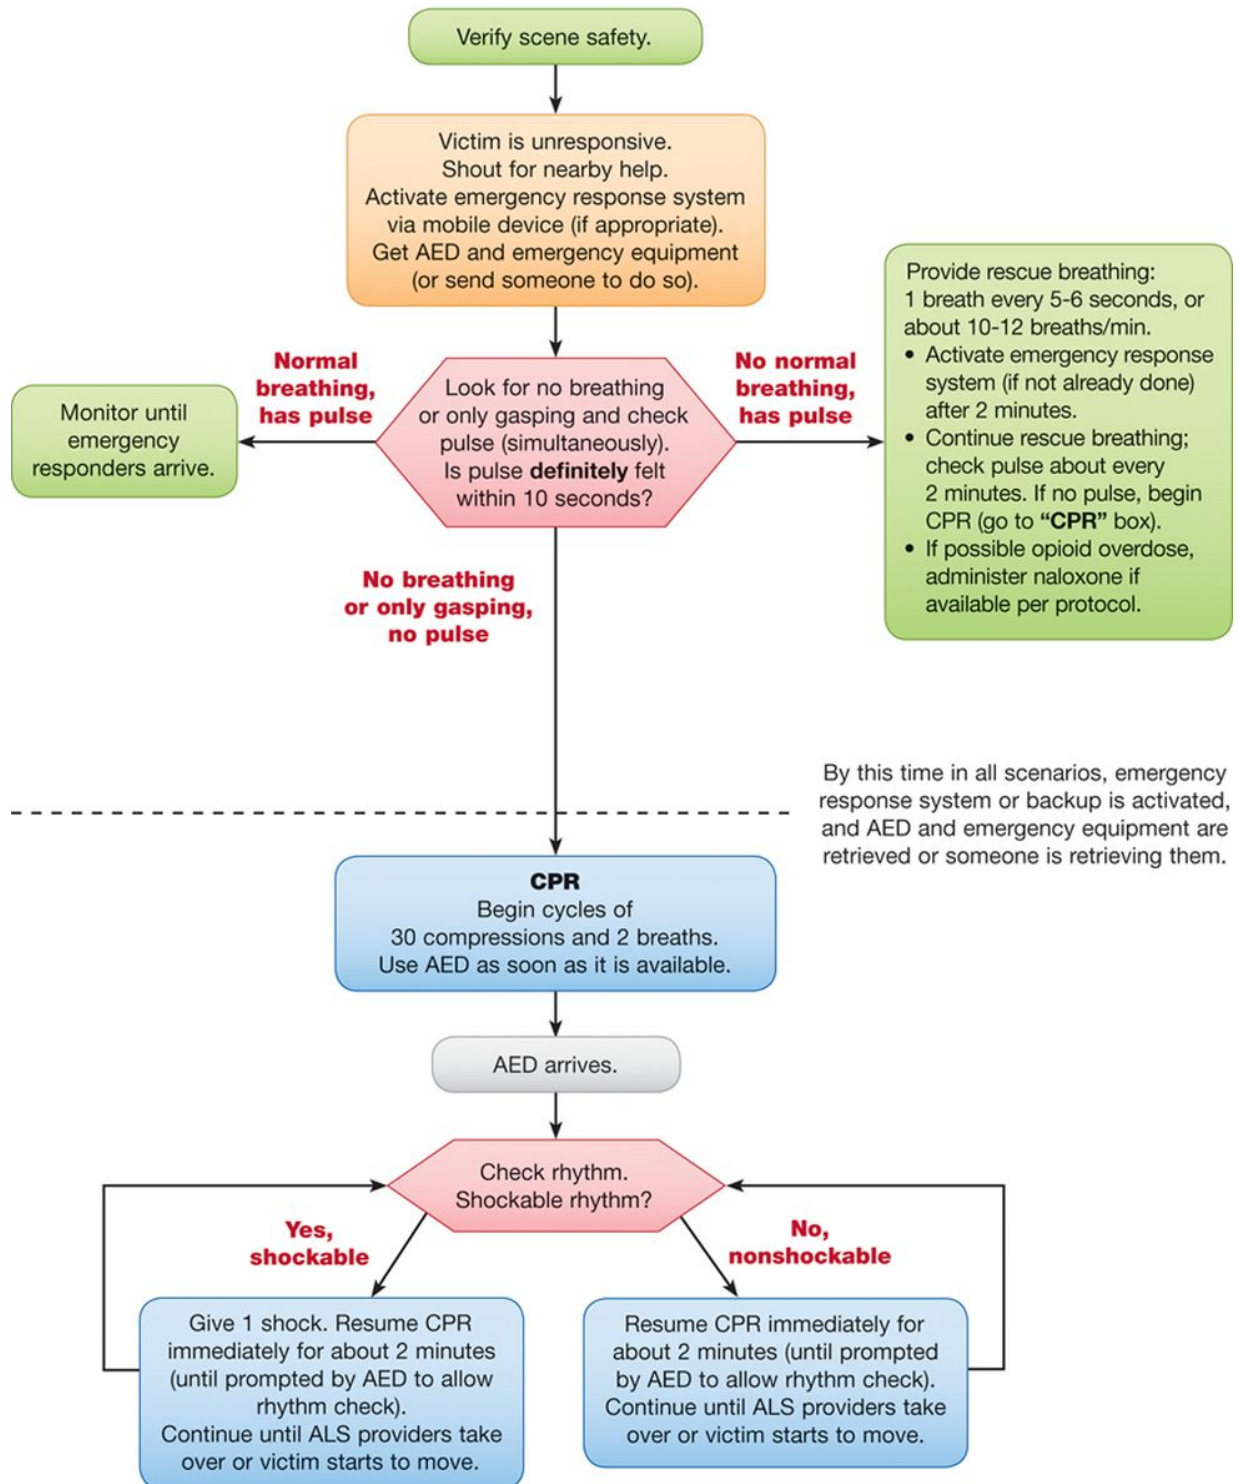 Verify scene safety.
Victim is unresponsive.
Shout for nearby help.
Activate emergency response system
via mobile device (if appropriate).
Get AED and emergency equipment
(or send someone to do so).
Normal
breathing,
has pulse
Monitor until
emergency
responders arrive.
Look for no breathing
or only gasping and check
pulse (simultaneously).
Is pulse definitely felt
within 10 seconds?
No normal
breathing,
has pulse
Provide rescue breathing:
1 breath every 5-6 seconds, or
about 10-12 breaths/min.
• Activate emergency response
system (if not already done)
after 2 minutes.
• Continue rescue breathing;
check pulse about every
2 minutes. If no pulse, begin
CPR (go to “CPR” box).
• If possible opioid overdose,
administer naloxone if
available per protocol.
No breathing
or only gasping,
no pulse
By this time in all scenarios, emergency
response system or backup is activated,
and AED and emergency equipment are
retrieved or someone is retrieving them.
CPR
Begin cycles of
30 compressions and 2 breaths.
Use AED as soon as it is available.
AED arrives.
Check rhythm.
Shockable rhythm?
Yes,
shockable
No,
nonshockable
Give 1 shock. Resume CPR
immediately for about 2 minutes
(until prompted by AED to allow
rhythm check).
Continue until ALS providers take
over or victim starts to move.
Resume CPR immediately for
about 2 minutes (until prompted
by AED to allow rhythm check).
Continue until ALS providers take
over or victim starts to move.